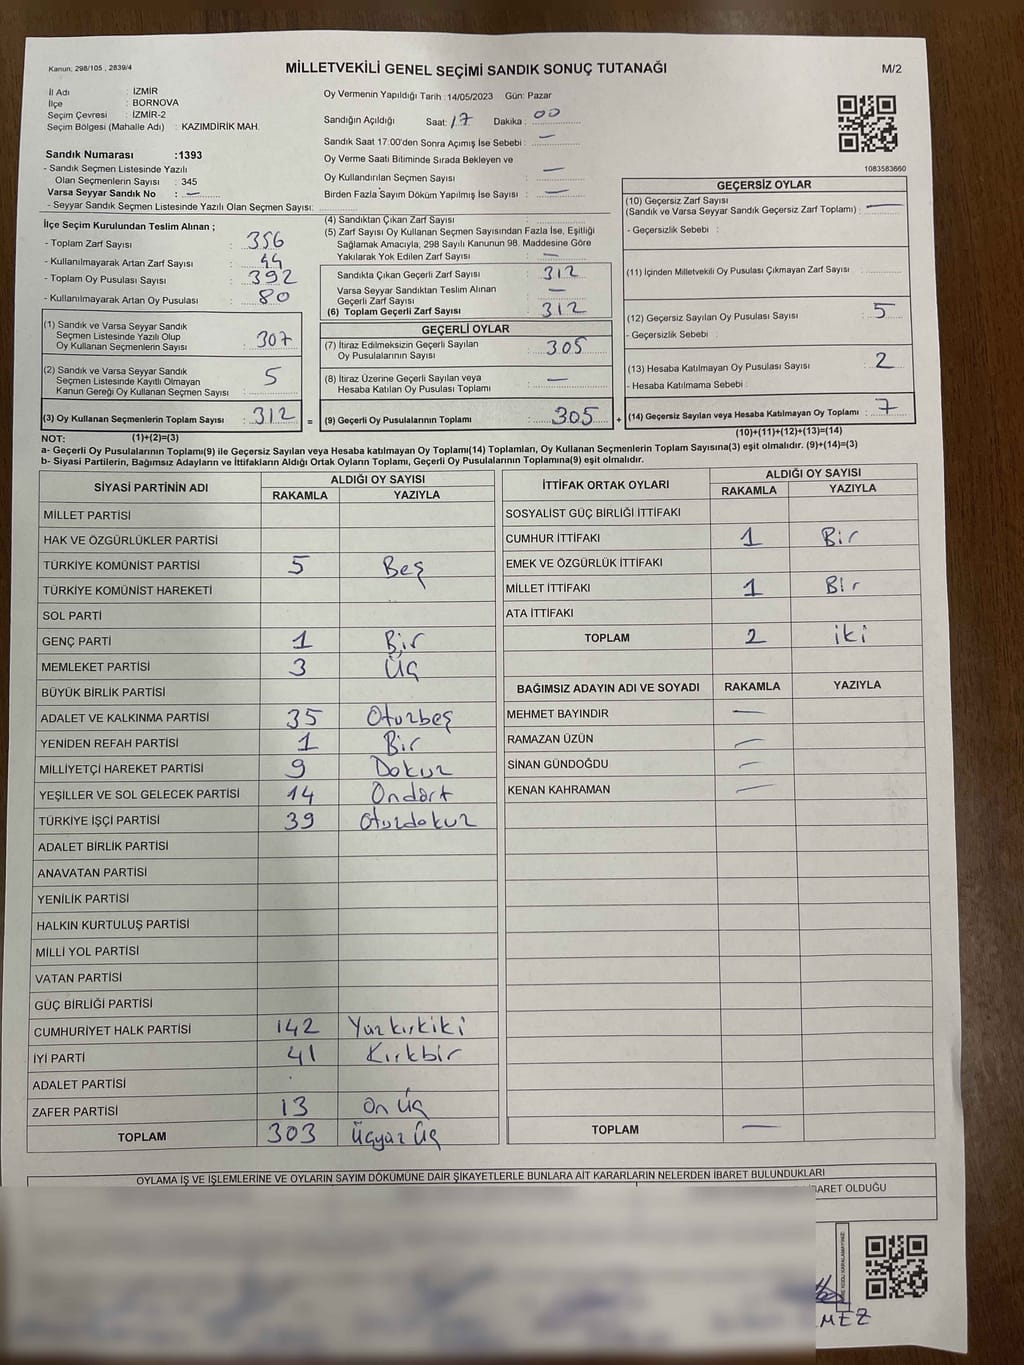 Kanun, 298/105 , 2839/4
MİLLETVEKİLİ GENEL SEÇİMİ SANDIK SONUÇ TUTANAĞI
M/2
İl Adı : İZMİR
İlçe : BORNOVA
Seçim Çevresi : İZMİR-2
Seçim Bölgesi (Mahalle Adı) : KAZIMDİRİK MAH.
Sandık Numarası :1393
- Sandık Seçmen Listesinde Yazılı
Olan Seçmenlerin Sayısı : 345
Varsa Seyyar Sandık No : —
- Seyyar Sandık Seçmen Listesinde Yazılı Olan Seçmen Sayısı:
Oy Vermenin Yapıldığı Tarih : 14/05/2023 Gün: Pazar
Sandığın Açıldığı Saat: 17 Dakika : 00
Sandık Saat 17:00'den Sonra Açılmış İse Sebebi : —
Oy Verme Saati Bitiminde Sırada Bekleyen ve
Oy Kullandırılan Seçmen Sayısı : —
Birden Fazla Sayım Döküm Yapılmış İse Sayısı : —
1083583660
İlçe Seçim Kurulundan Teslim Alınan ;
- Toplam Zarf Sayısı : 356
- Kullanılmayarak Artan Zarf Sayısı : 44
- Toplam Oy Pusulası Sayısı : 392
- Kullanılmayarak Artan Oy Pusulası : 80
(1) Sandık ve Varsa Seyyar Sandık
Seçmen Listesinde Yazılı Olup
Oy Kullanan Seçmenlerin Sayısı : 307
(2) Sandık ve Varsa Seyyar Sandık
Seçmen Listesinde Kayıtlı Olmayan
Kanun Gereği Oy Kullanan Seçmen Sayısı : 5
(3) Oy Kullanan Seçmenlerin Toplam Sayısı : 312 =
(4) Sandıktan Çıkan Zarf Sayısı :
(5) Zarf Sayısı Oy Kullanan Seçmen Sayısından Fazla İse, Eşitliği
Sağlamak Amacıyla, 298 Sayılı Kanunun 98. Maddesine Göre
Yakılarak Yok Edilen Zarf Sayısı : —
Sandıkta Çıkan Geçerli Zarf Sayısı : 312
Varsa Seyyar Sandıktan Teslim Alınan
Geçerli Zarf Sayısı : —
(6) Toplam Geçerli Zarf Sayısı : 312
GEÇERLİ OYLAR
(7) İtiraz Edilmeksizin Geçerli Sayılan
Oy Pusulalarının Sayısı : 305
(8) İtiraz Üzerine Geçerli Sayılan veya
Hesaba Katılan Oy Pusulası Toplamı : —
(9) Geçerli Oy Pusulalarının Toplamı : 305 +
GEÇERSİZ OYLAR
(10) Geçersiz Zarf Sayısı
(Sandık ve Varsa Seyyar Sandık Geçersiz Zarf Toplamı) : —
- Geçersizlik Sebebi :
(11) İçinden Milletvekili Oy Pusulası Çıkmayan Zarf Sayısı :
(12) Geçersiz Sayılan Oy Pusulası Sayısı : 5
- Geçersizlik Sebebi :
(13) Hesaba Katılmayan Oy Pusulası Sayısı : 2
- Hesaba Katılmama Sebebi :
(14) Geçersiz Sayılan veya Hesaba Katılmayan Oy Toplamı : 7
NOT: (1)+(2)=(3)
(10)+(11)+(12)+(13)=(14)
a- Geçerli Oy Pusulalarının Toplamı(9) ile Geçersiz Sayılan veya Hesaba katılmayan Oy Toplamı(14) Toplamları, Oy Kullanan Seçmenlerin Toplam Sayısına(3) eşit olmalıdır. (9)+(14)=(3)
b- Siyasi Partilerin, Bağımsız Adayların ve İttifakların Aldığı Ortak Oyların Toplamı, Geçerli Oy Pusulalarının Toplamına(9) eşit olmalıdır.
SİYASİ PARTİNİN ADI ALDIĞI OY SAYISI
RAKAMLA YAZIYLA
MİLLET PARTİSİ
HAK VE ÖZGÜRLÜKLER PARTİSİ
TÜRKİYE KOMÜNİST PARTİSİ 5 Beş
TÜRKİYE KOMÜNİST HAREKETİ
SOL PARTİ
GENÇ PARTİ 1 Bir
MEMLEKET PARTİSİ 3 Üç
BÜYÜK BİRLİK PARTİSİ
ADALET VE KALKINMA PARTİSİ 35 Oturbeş
YENİDEN REFAH PARTİSİ 1 Bir
MİLLİYETÇİ HAREKET PARTİSİ 9 Dokuz
YEŞİLLER VE SOL GELECEK PARTİSİ 14 Ondört
TÜRKİYE İŞÇİ PARTİSİ 39 Otuzdokuz
ADALET BİRLİK PARTİSİ
ANAVATAN PARTİSİ
YENİLİK PARTİSİ
HALKIN KURTULUŞ PARTİSİ
MİLLİ YOL PARTİSİ
VATAN PARTİSİ
GÜÇ BİRLİĞİ PARTİSİ
CUMHURİYET HALK PARTİSİ 142 Yüzkırkiki
İYİ PARTİ 41 Kırkbir
ADALET PARTİSİ
ZAFER PARTİSİ 13 On üç
TOPLAM 303 Üçyüz üç
İTTİFAK ORTAK OYLARI ALDIĞI OY SAYISI
RAKAMLA YAZIYLA
SOSYALIST GÜÇ BİRLİĞİ İTTİFAKI
CUMHUR İTTİFAKI 1 Bir
EMEK VE ÖZGÜRLÜK İTTİFAKI
MİLLET İTTİFAKI 1 Bir
ATA İTTİFAKI
TOPLAM 2 iki
BAĞIMSIZ ADAYIN ADI VE SOYADI RAKAMLA YAZIYLA
MEHMET BAYINDIR —
RAMAZAN ÜZÜN —
SİNAN GÜNDOĞDU —
KENAN KAHRAMAN —
TOPLAM —
OYLAMA İŞ VE İŞLEMLERİNE VE OYLARIN SAYIM DÖKÜMÜNE DAİR ŞİKAYETLERLE BUNLARA AİT KARARLARIN NELERDEN İBARET BULUNDUKLARI
BARET OLDUĞU
MEZ